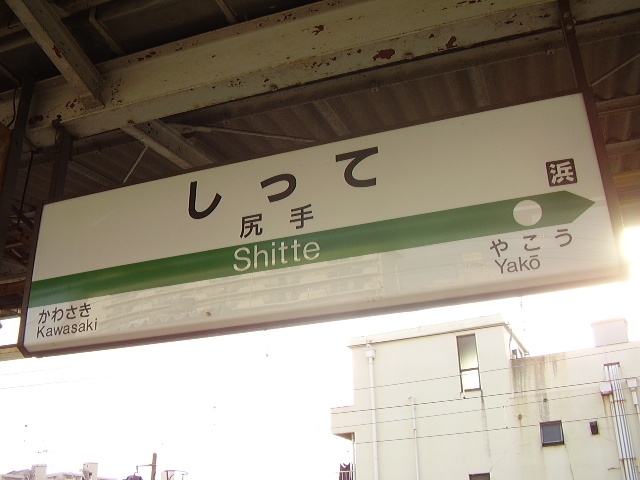 しって
浜
尻手
Shitte
かわさき
Kawasaki
やこう
Yakō